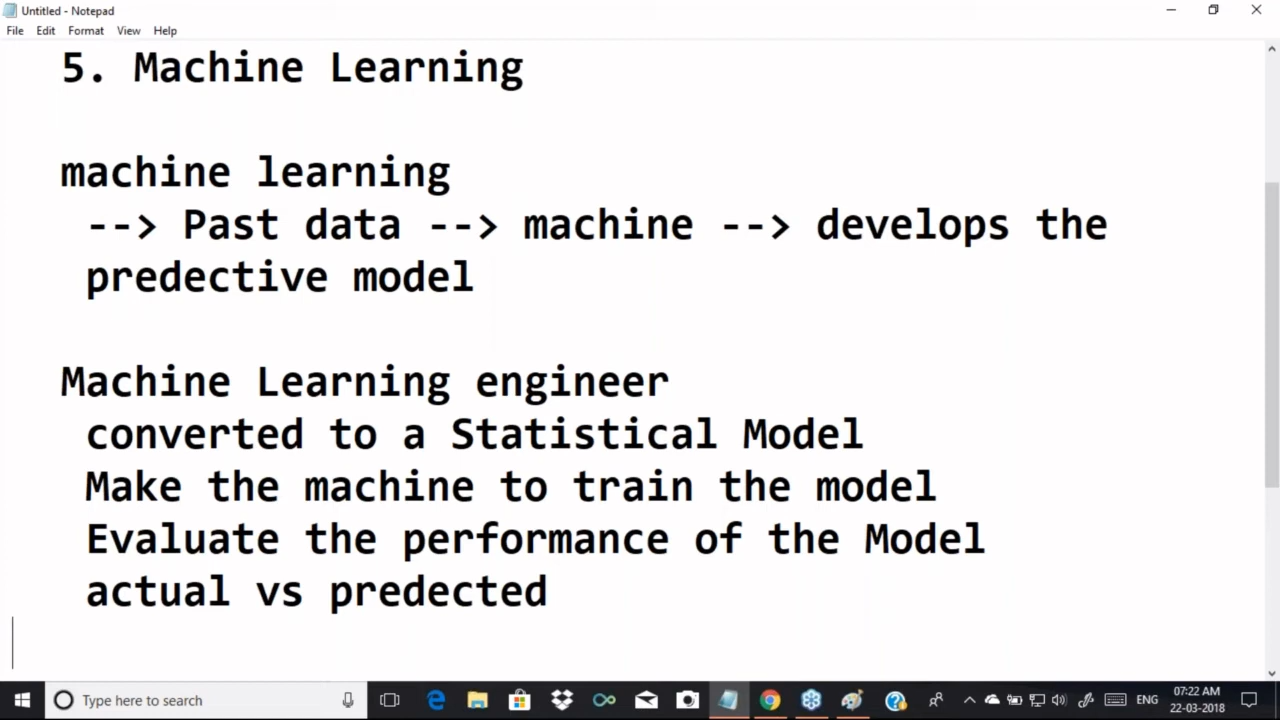 Untitled - Notepad
File Edit Format View Help
5. Machine Learning
machine learning
--> Past data --> machine --> develops the
predective model
Machine Learning engineer
converted to a Statistical Model
Make the machine to train the model
Evaluate the performance of the Model
actual vs predected
Type here to search
ENG
07:22 AM
22-03-2018